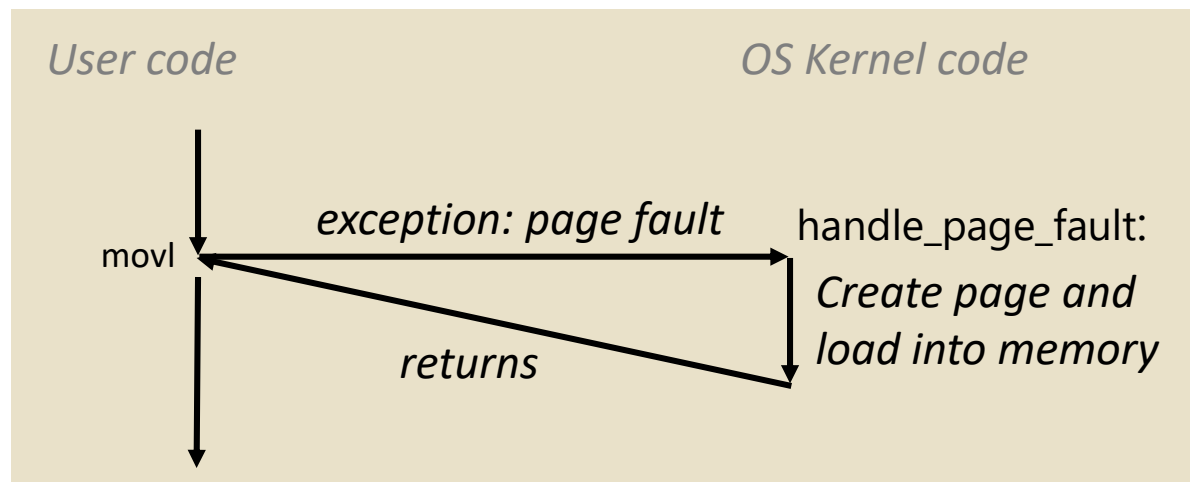 User code
OS Kernel code
exception: page fault
handle_page_fault:
movl
Create page and
load into memory
returns